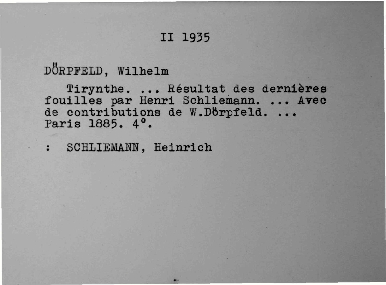 II 1935
DÖRPFELD, Wilhelm
Tirynthe. ... Résultat des dernières
fouilles par Henri Schliemann. ... Avec
de contributions de W.Dörpfeld. ...
Paris 1885. 4°.
: SCHLIEMANN, Heinrich